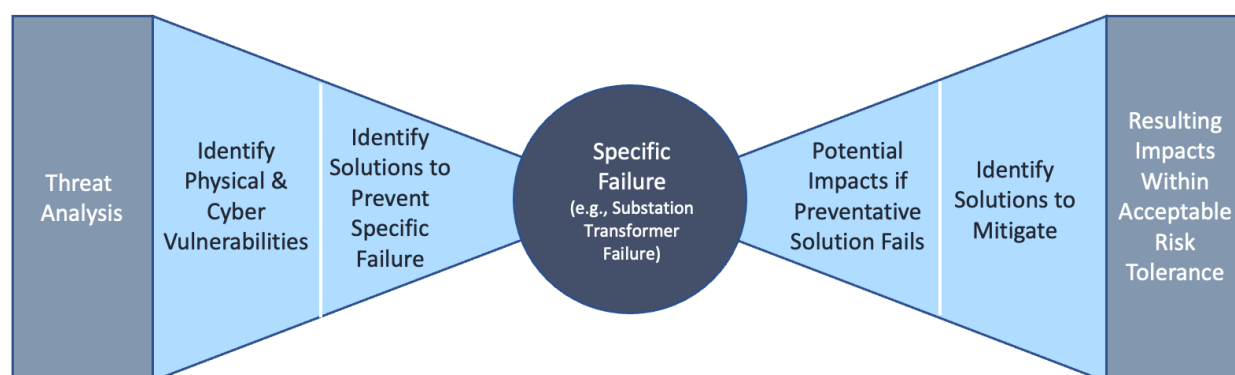 Threat
Analysis
Identify
Physical &
Cyber
Vulnerabilities
Identify
Solutions to
Prevent
Specific
Failure
Specific
Failure
(e.g., Substation
Transformer
Failure)
Potential
Impacts if
Preventative
Solution Fails
Identify
Solutions to
Mitigate
Resulting
Impacts
Within
Acceptable
Risk
Tolerance